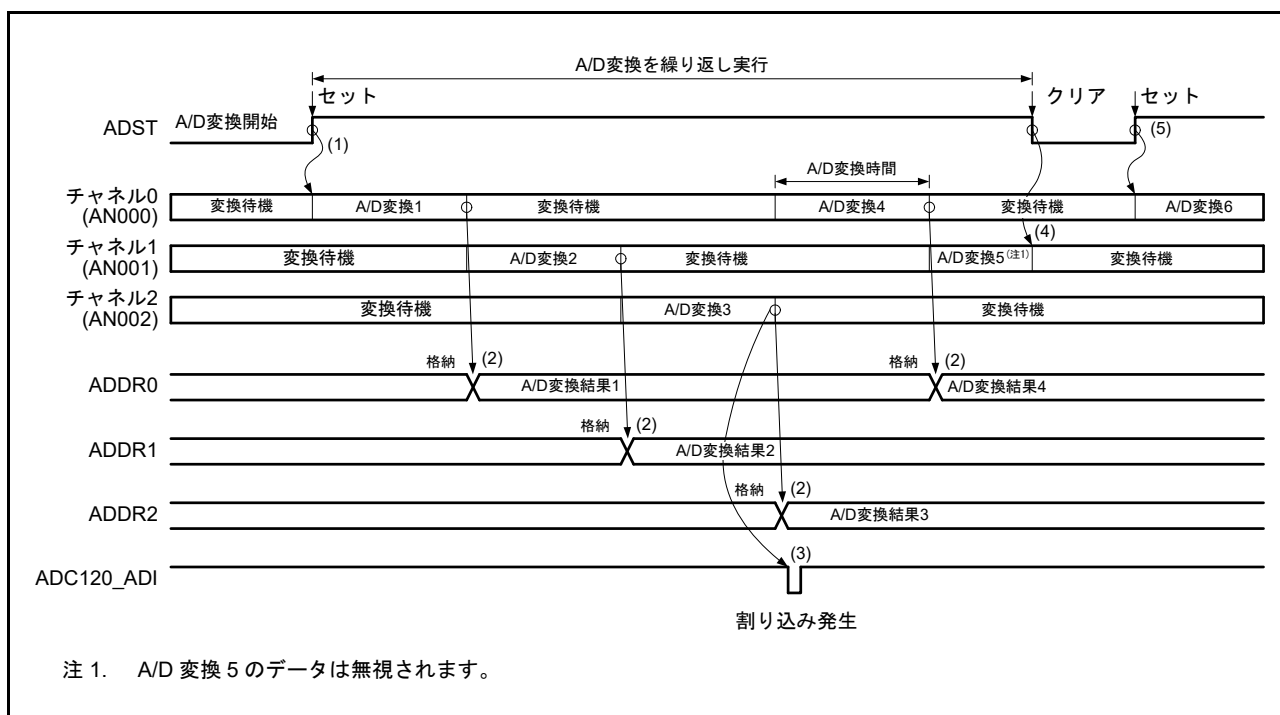 A/D変換を繰り返し実行
セット
クリア
セット
ADST
A/D変換開始
(1)
(5)
A/D変換時間
チャネル0
(AN000)
変換待機
A/D変換1
変換待機
A/D変換4
変換待機
A/D変換6
(4)
チャネル1
(AN001)
変換待機
A/D変換2
変換待機
A/D変換5(注1)
変換待機
チャネル2
(AN002)
変換待機
A/D変換3
変換待機
格納 (2)
格納 (2)
ADDR0
A/D変換結果1
A/D変換結果4
格納 (2)
ADDR1
A/D変換結果2
格納 (2)
ADDR2
A/D変換結果3
(3)
ADC120_ADI
割り込み発生
注 1. A/D 変換 5 のデータは無視されます。